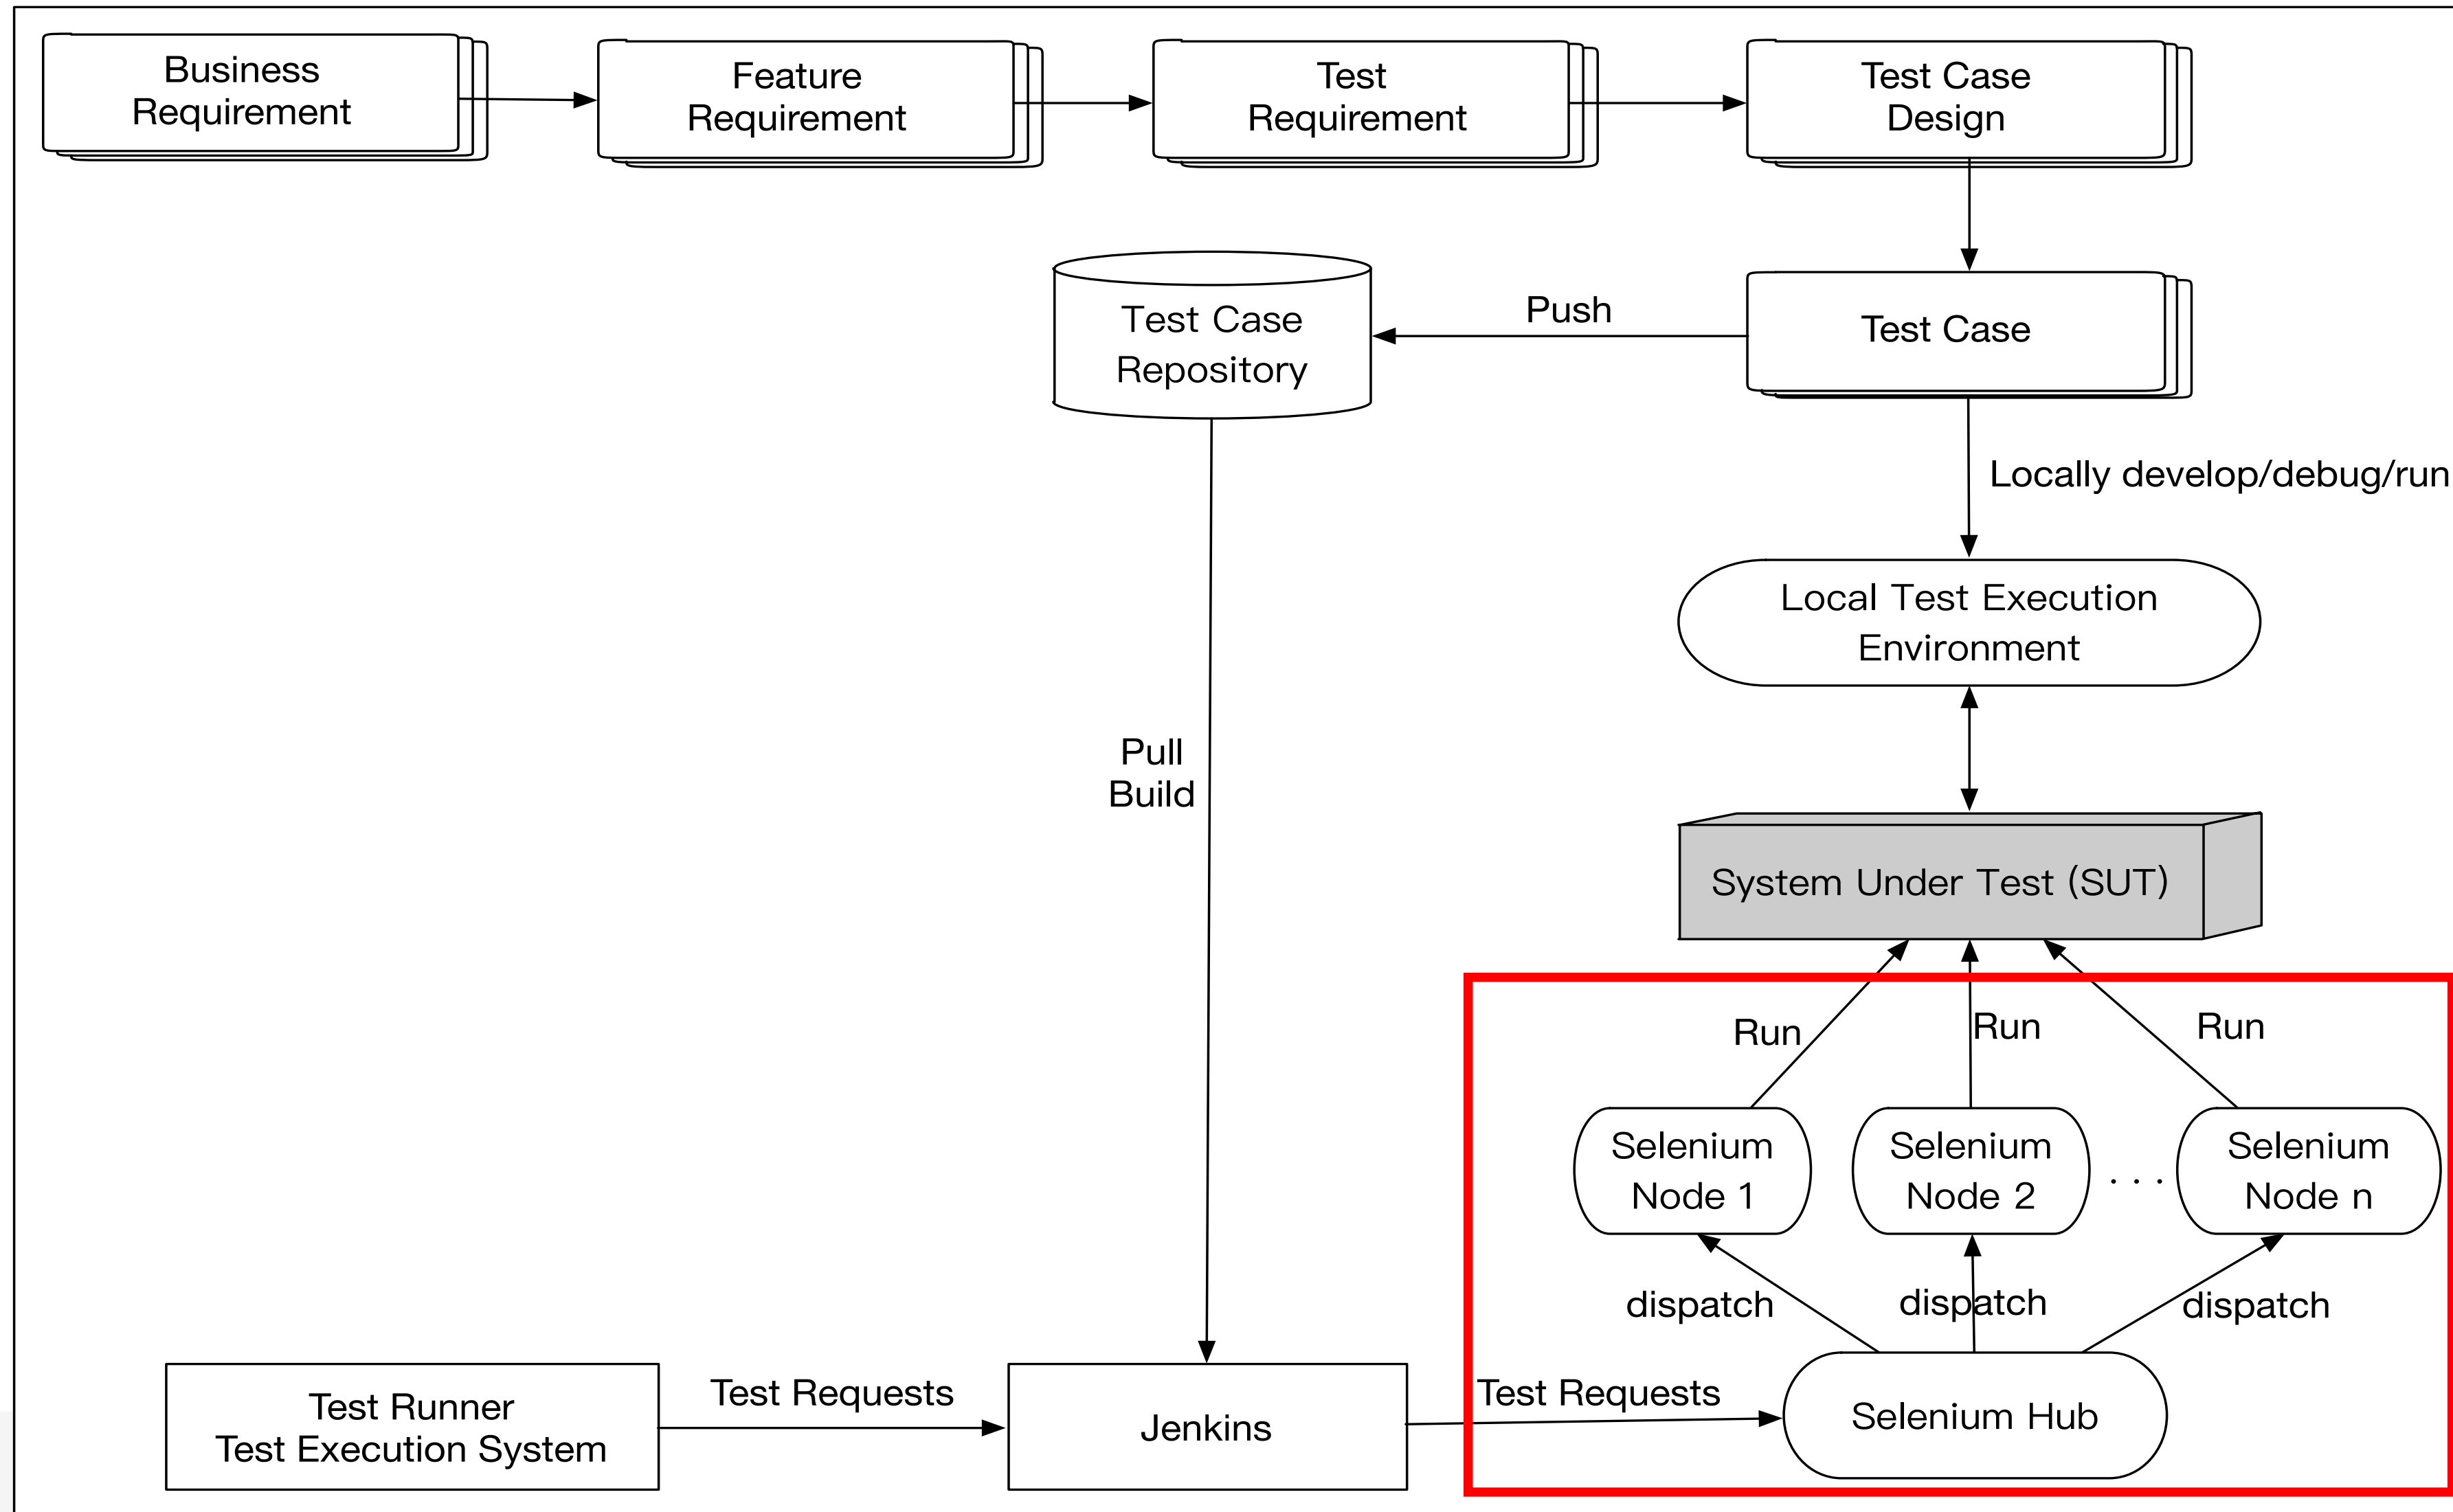 Business
Requirement
Feature
Requirement
Test
Requirement
Test Case
Design
Test Case
Repository
Push
Test Case
Locally develop/debug/run
Local Test Execution
Environment
Pull
Build
System Under Test (SUT)
Run
Run
Run
Selenium
Node 1
Selenium
Node 2
. . .
Selenium
Node n
dispatch
dispatch
dispatch
Test Runner
Test Execution System
Test Requests
Jenkins
Test Requests
Selenium Hub